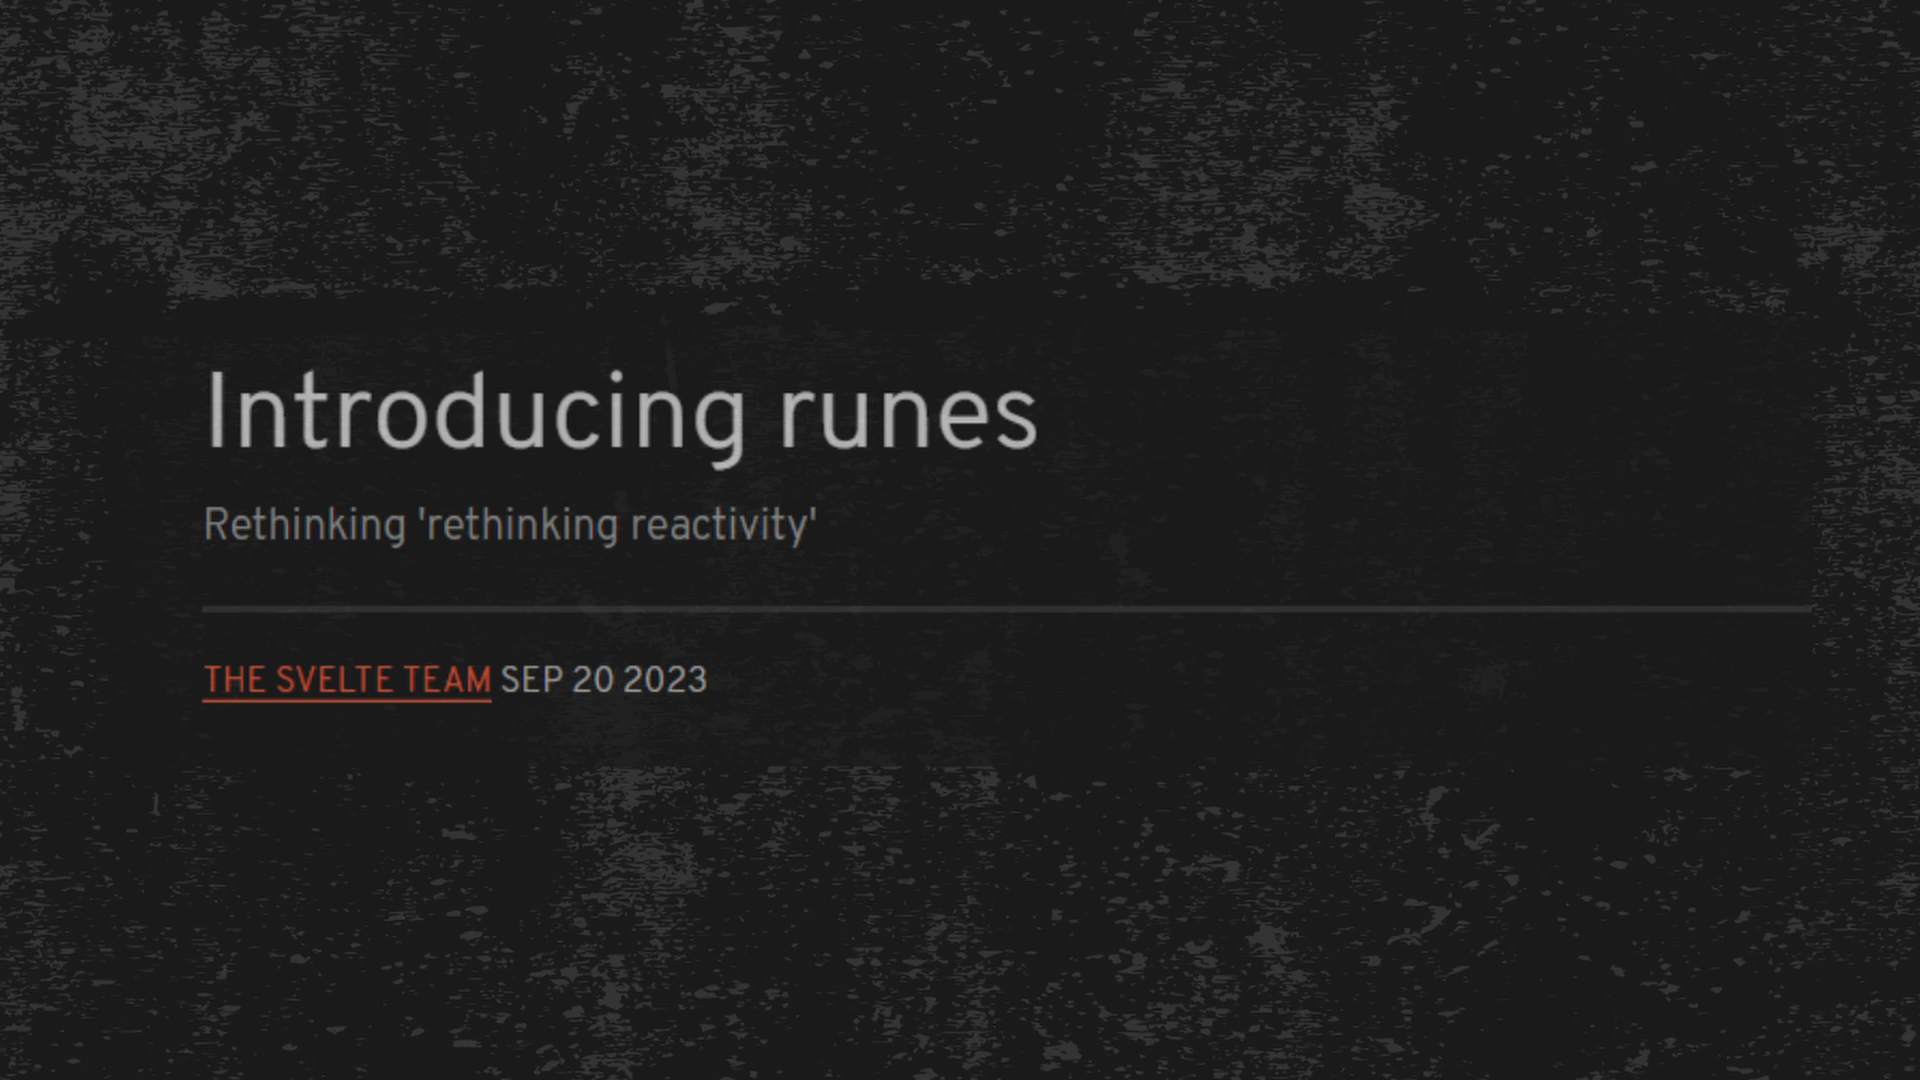 Introducing runes
Rethinking 'rethinking reactivity'
THE SVELTE TEAM SEP 20 2023